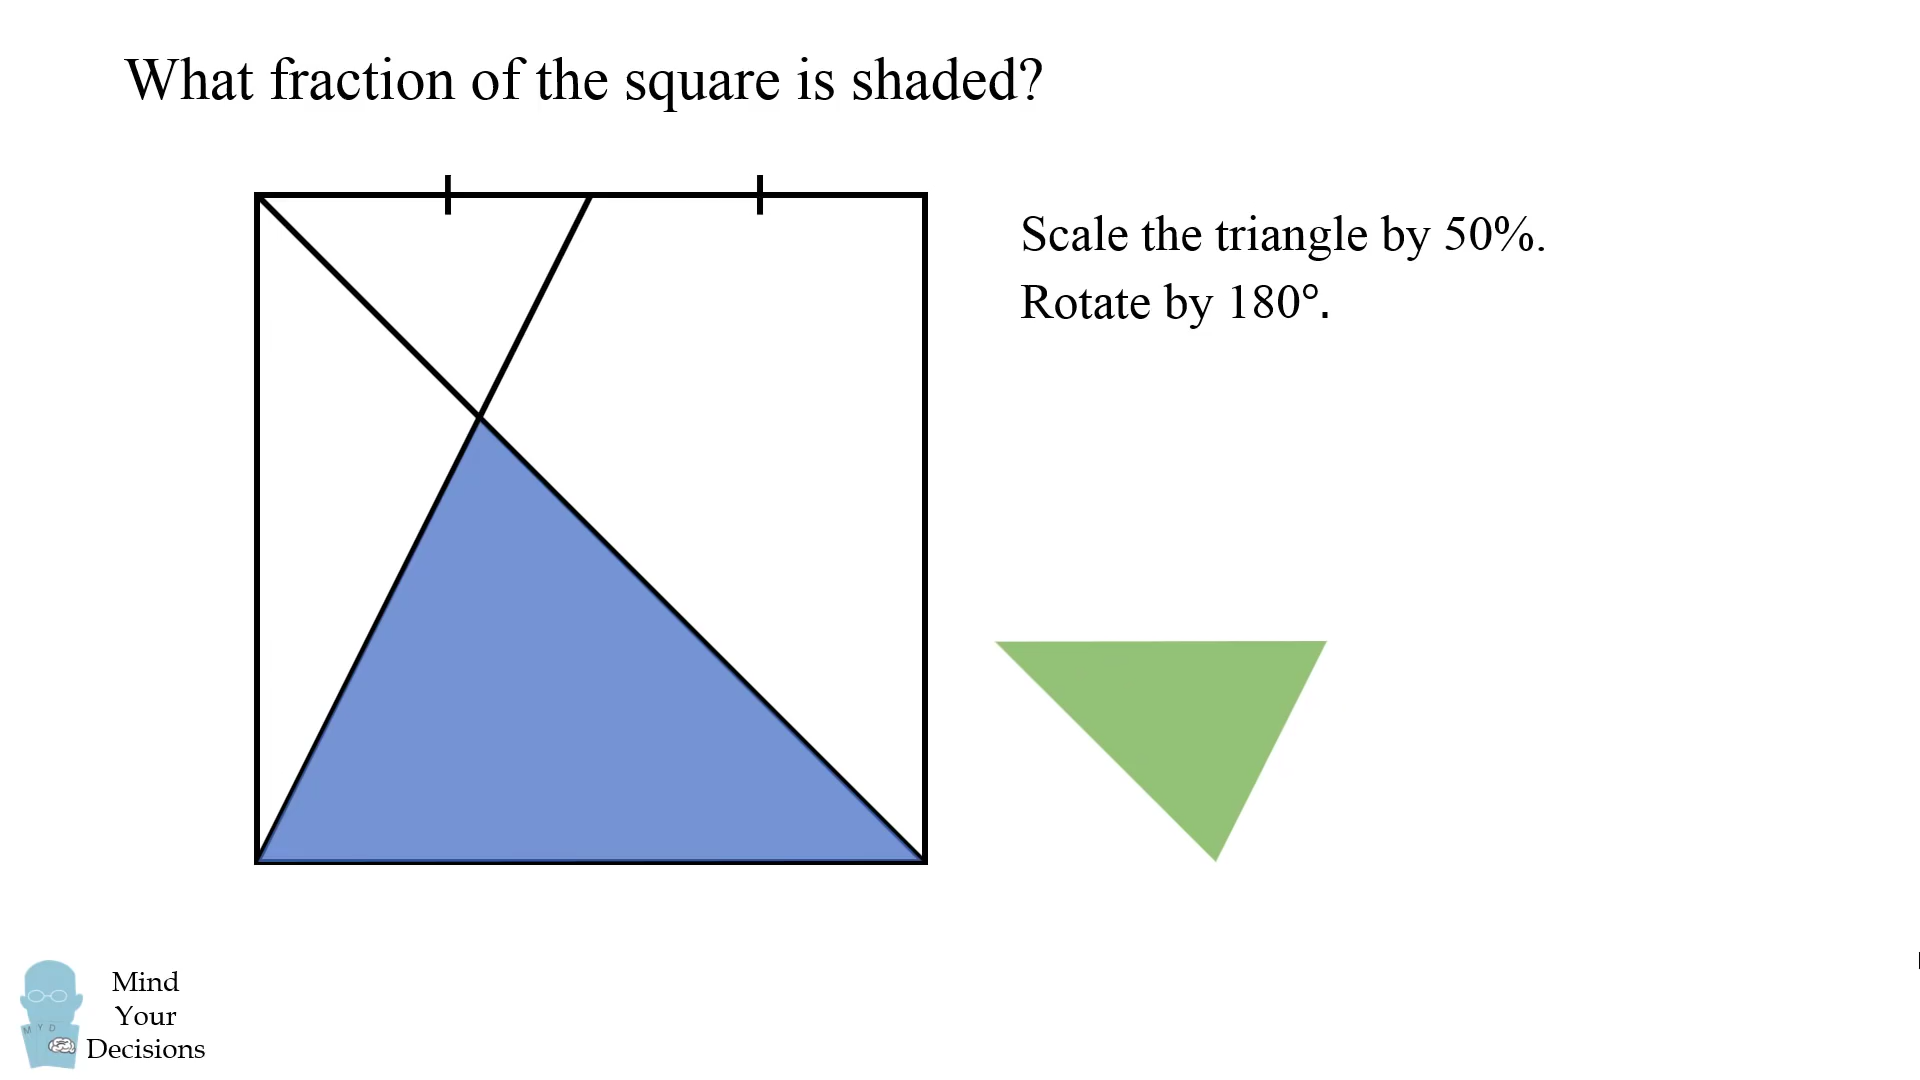 What fraction of the square is shaded?
Scale the triangle by 50%.
Rotate by 180°.
Mind
Your
Decisions
M Y D